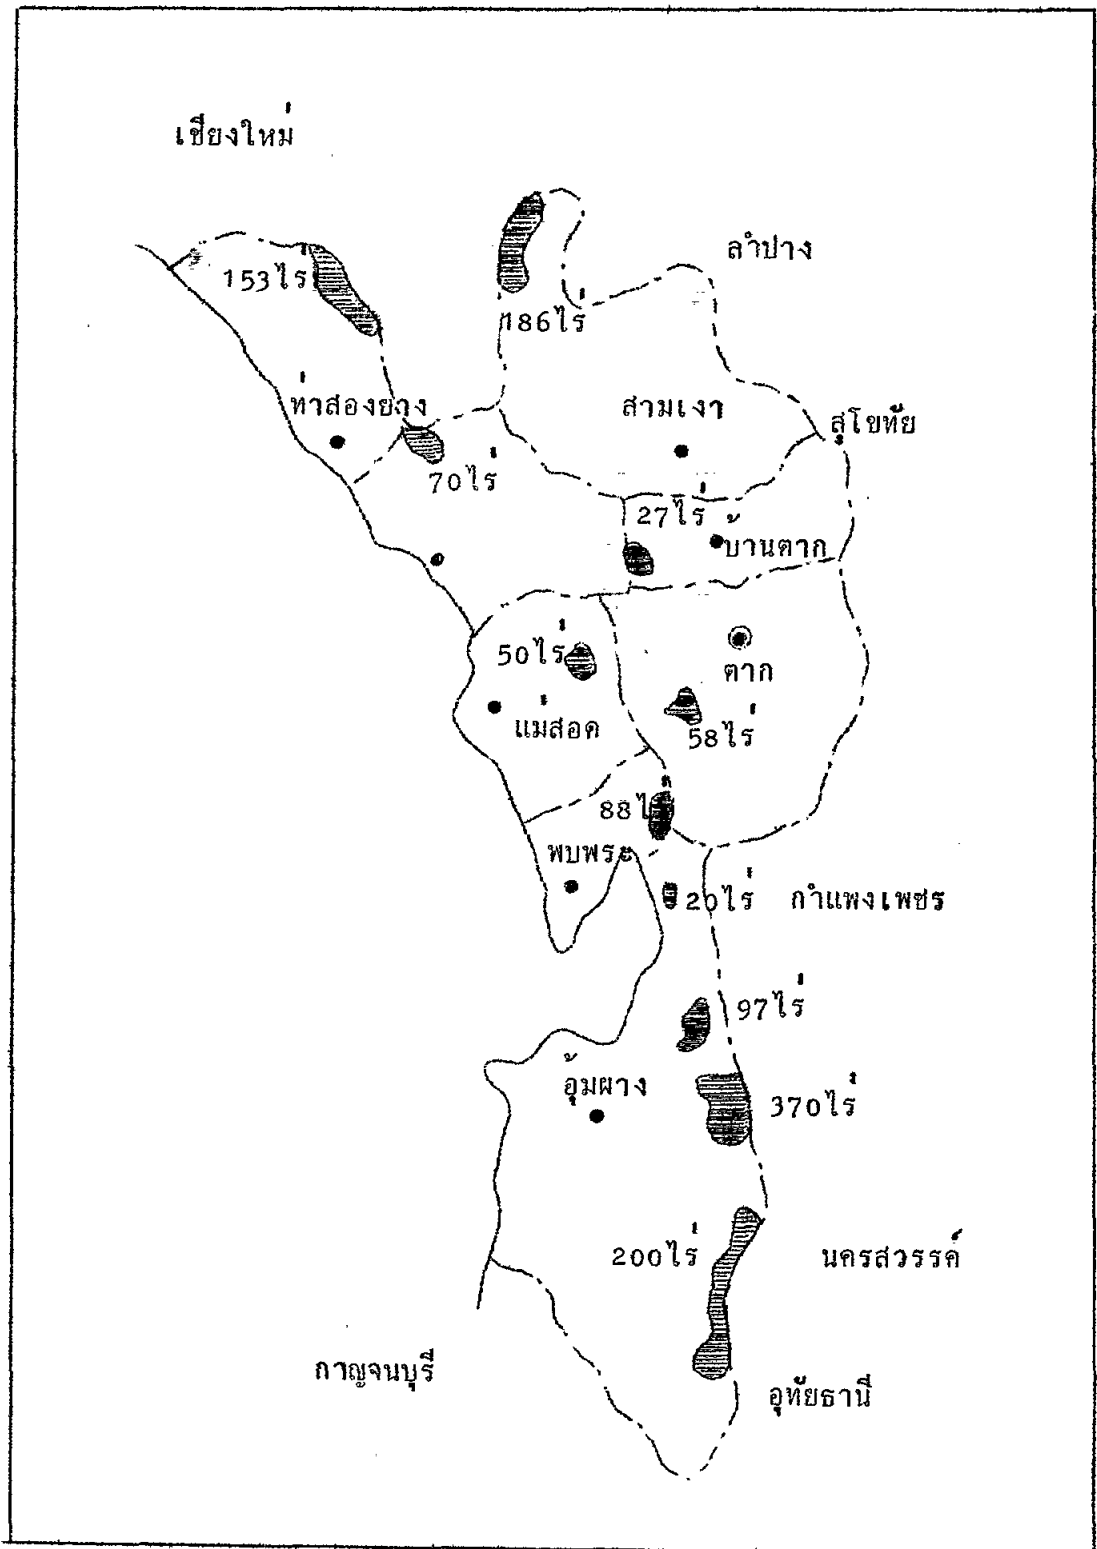 เชียงใหม่
ลำปาง
153ไร่
186ไร่
ท่าสองยาง
สามเงา
สุโขทัย
70ไร่
27ไร่
บ้านตาก
50ไร่
ตาก
แม่สอด
58ไร่
88ไ
พบพระ
20ไร่
กำแพงเพชร
97ไร่
อุ้มผาง
370ไร่
200ไร่
นครสวรรค์
กาญจนบุรี
อุทัยธานี